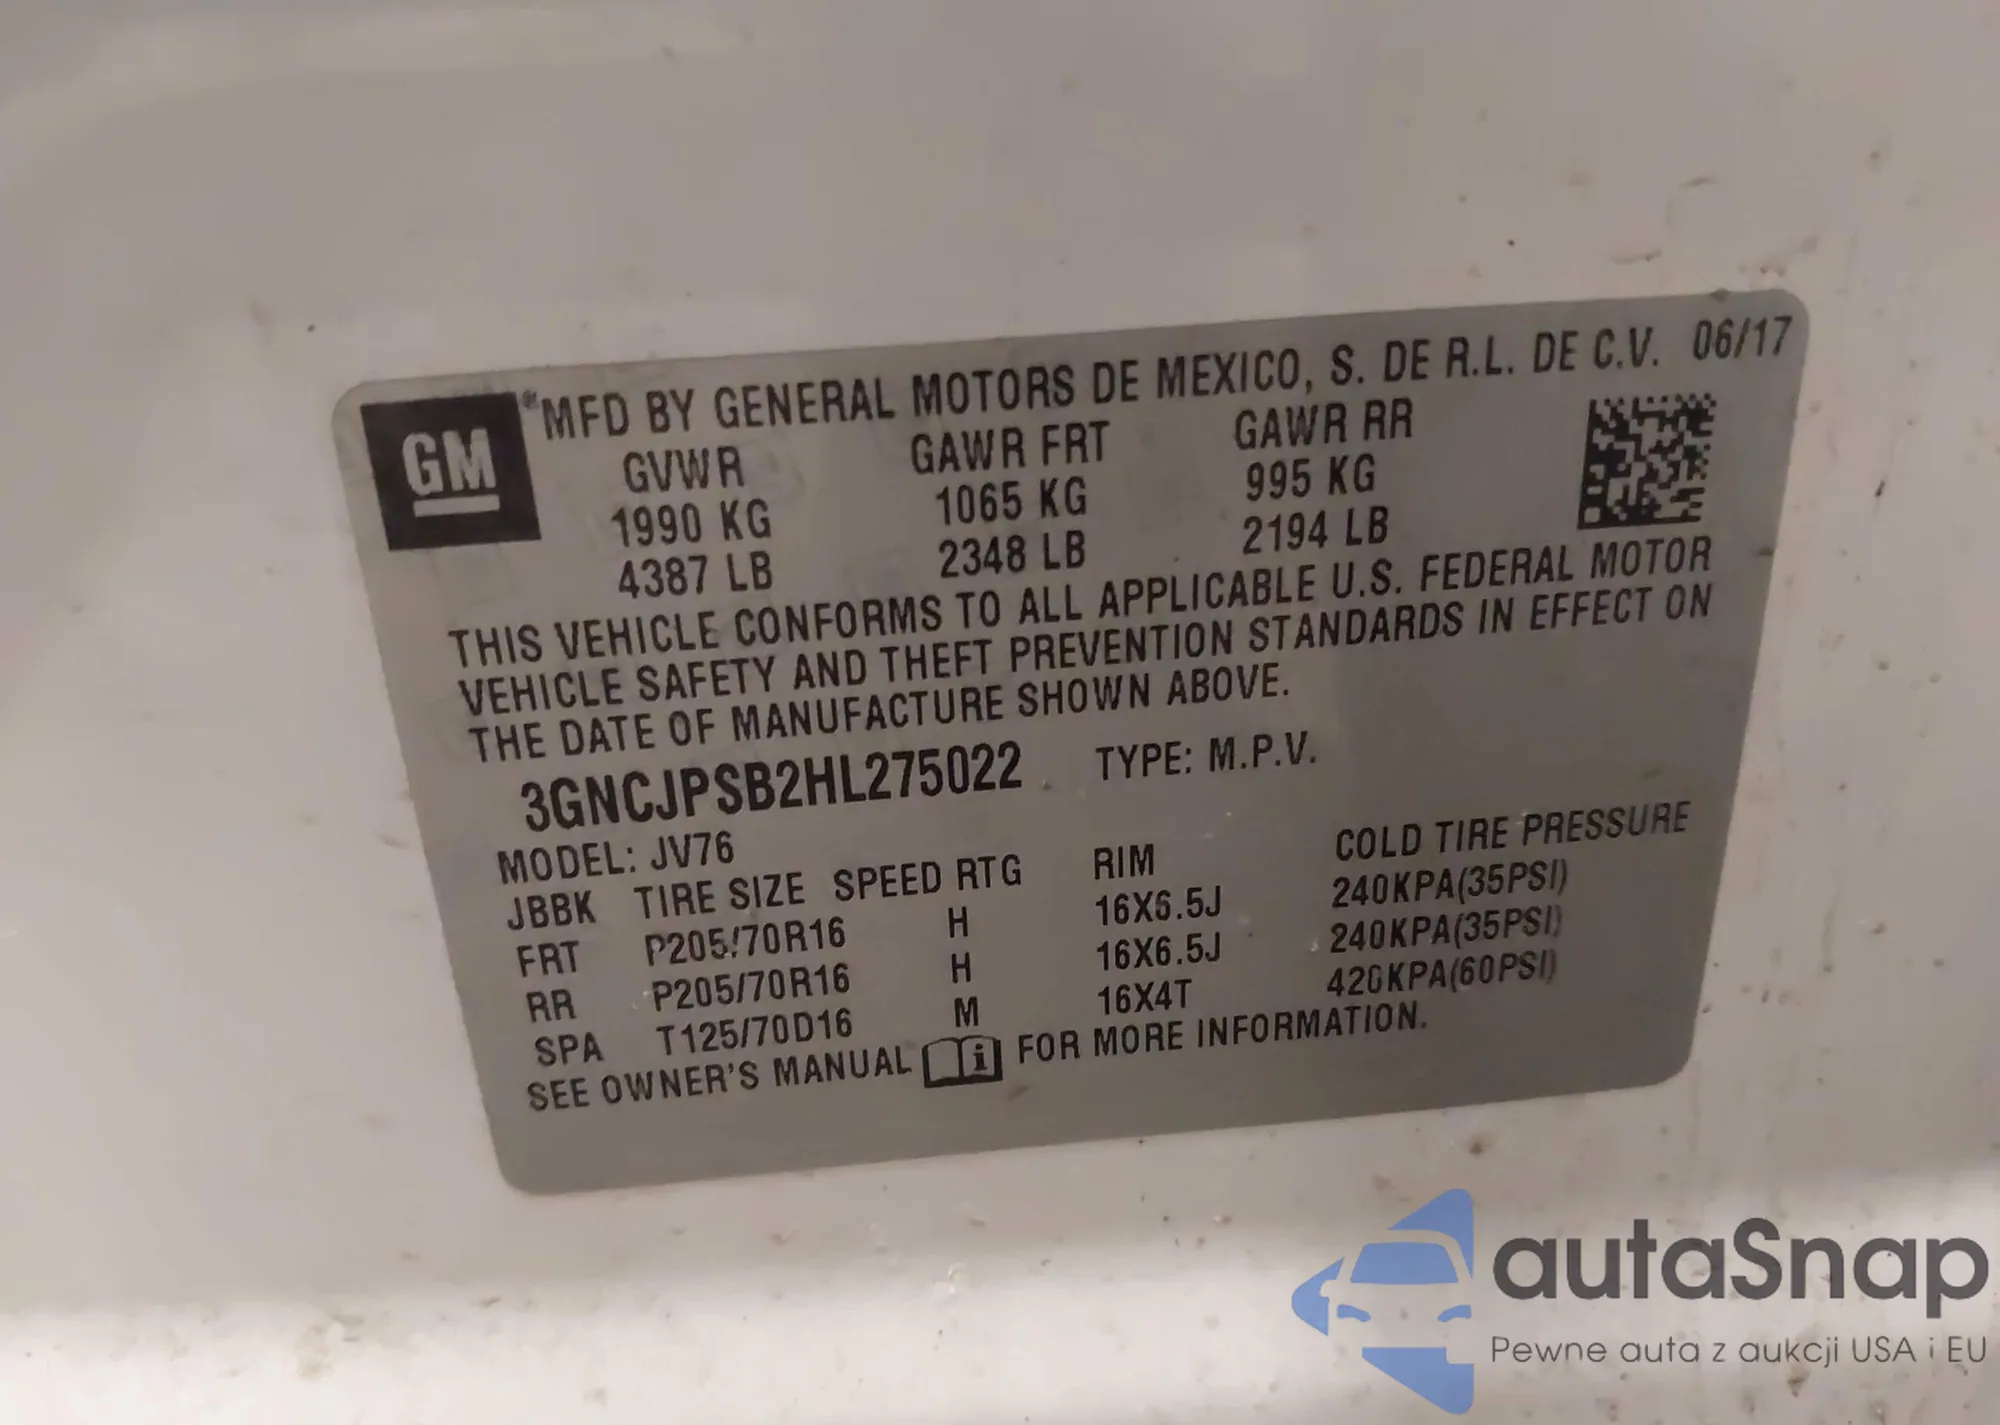 GM
®MFD BY GENERAL MOTORS DE MEXICO, S. DE R.L. DE C.V. 06/17
GVWR GAWR FRT GAWR RR
1990 KG 1065 KG 995 KG
4387 LB 2348 LB 2194 LB
THIS VEHICLE CONFORMS TO ALL APPLICABLE U.S. FEDERAL MOTOR
VEHICLE SAFETY AND THEFT PREVENTION STANDARDS IN EFFECT ON
THE DATE OF MANUFACTURE SHOWN ABOVE.
3GNCJPSB2HL275022 TYPE: M.P.V.
MODEL: JV76
JBBK TIRE SIZE SPEED RTG RIM COLD TIRE PRESSURE
FRT P205/70R16 H 16X6.5J 240KPA(35PSI)
RR P205/70R16 H 16X6.5J 240KPA(35PSI)
SPA T125/70D16 M 16X4T 420KPA(60PSI)
SEE OWNER'S MANUAL i FOR MORE INFORMATION.
autaSnap
Pewne auta z aukcji USA i EU